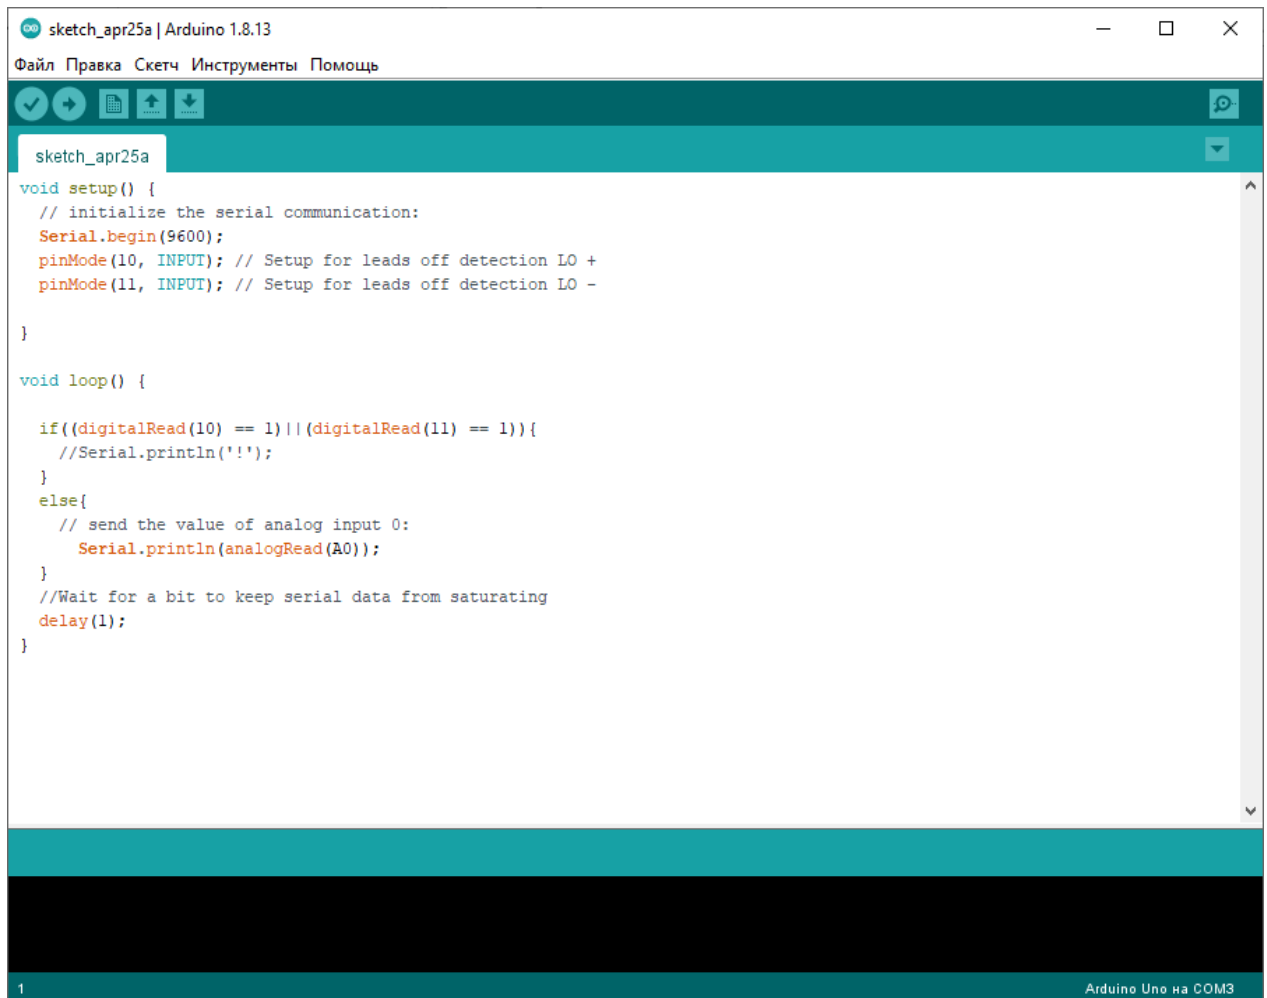 sketch_apr25a | Arduino 1.8.13
Файл Правка Скетч Инструменты Помощь
sketch_apr25a
void setup() {
  // initialize the serial communication:
  Serial.begin(9600);
  pinMode(10, INPUT); // Setup for leads off detection LO +
  pinMode(11, INPUT); // Setup for leads off detection LO -
}
void loop() {
  if((digitalRead(10) == 1)||(digitalRead(11) == 1)){
    //Serial.println('!');
  }
  else{
    // send the value of analog input 0:
      Serial.println(analogRead(A0));
  }
  //Wait for a bit to keep serial data from saturating
  delay(1);
}
1
Arduino Uno на COM3